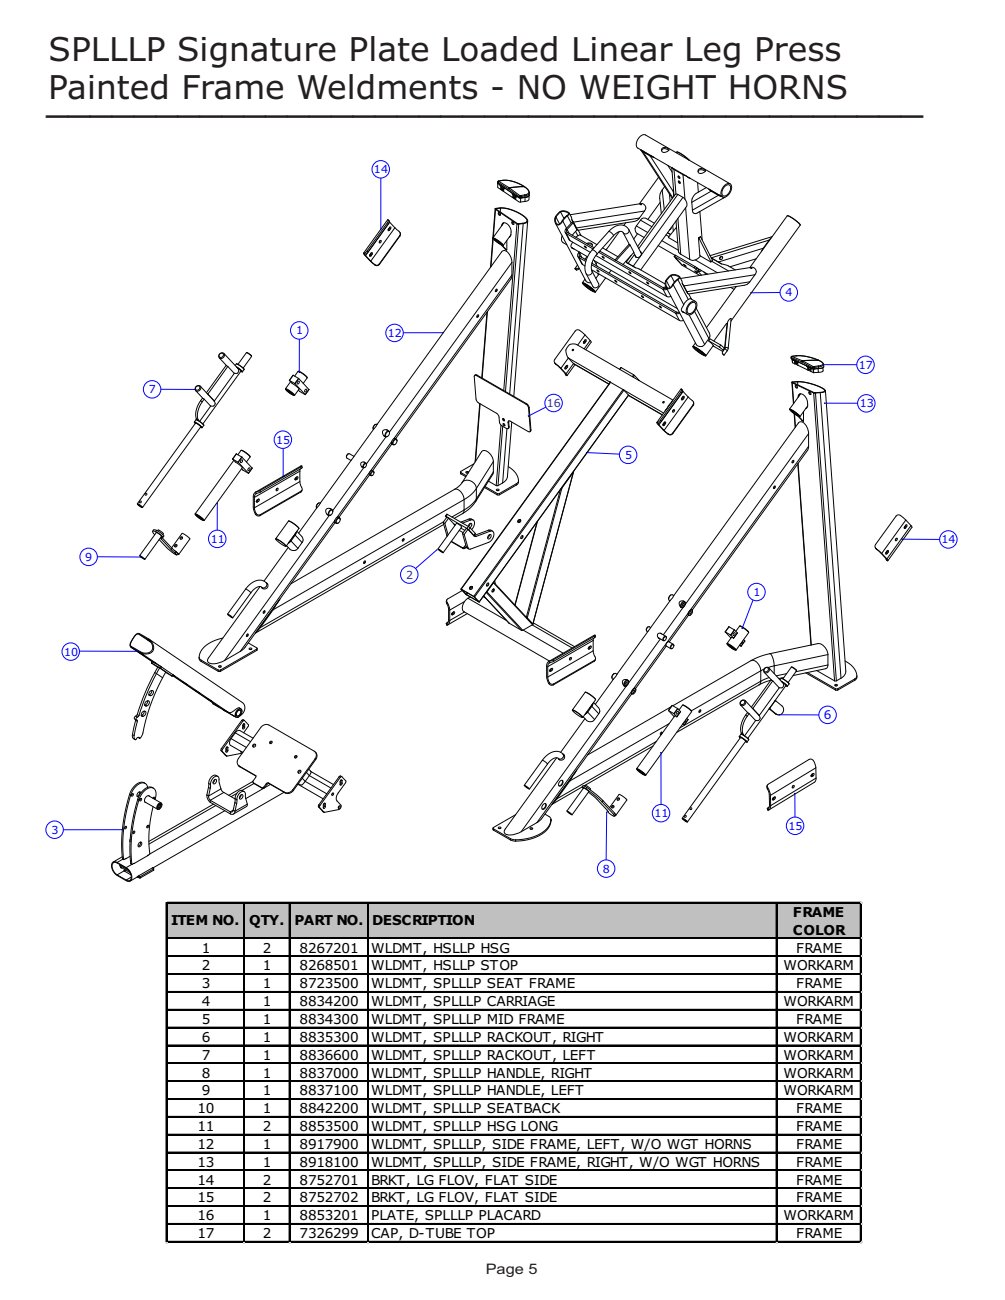 SPLLLP Signature Plate Loaded Linear Leg Press
Painted Frame Weldments - NO WEIGHT HORNS
14
4
1
12
17
7
13
16
15
5
11
14
9
2
1
10
6
11
15
3
8
ITEM NO. QTY. PART NO. DESCRIPTION FRAME COLOR
1 2 8267201 WLDMT, HSLLP HSG FRAME
2 1 8268501 WLDMT, HSLLP STOP WORKARM
3 1 8723500 WLDMT, SPLLLP SEAT FRAME FRAME
4 1 8834200 WLDMT, SPLLLP CARRIAGE WORKARM
5 1 8834300 WLDMT, SPLLLP MID FRAME FRAME
6 1 8835300 WLDMT, SPLLLP RACKOUT, RIGHT WORKARM
7 1 8836600 WLDMT, SPLLLP RACKOUT, LEFT WORKARM
8 1 8837000 WLDMT, SPLLLP HANDLE, RIGHT WORKARM
9 1 8837100 WLDMT, SPLLLP HANDLE, LEFT WORKARM
10 1 8842200 WLDMT, SPLLLP SEATBACK FRAME
11 2 8853500 WLDMT, SPLLLP HSG LONG FRAME
12 1 8917900 WLDMT, SPLLLP, SIDE FRAME, LEFT, W/O WGT HORNS FRAME
13 1 8918100 WLDMT, SPLLLP, SIDE FRAME, RIGHT, W/O WGT HORNS FRAME
14 2 8752701 BRKT, LG FLOV, FLAT SIDE FRAME
15 2 8752702 BRKT, LG FLOV, FLAT SIDE FRAME
16 1 8853201 PLATE, SPLLLP PLACARD WORKARM
17 2 7326299 CAP, D-TUBE TOP FRAME
Page 5